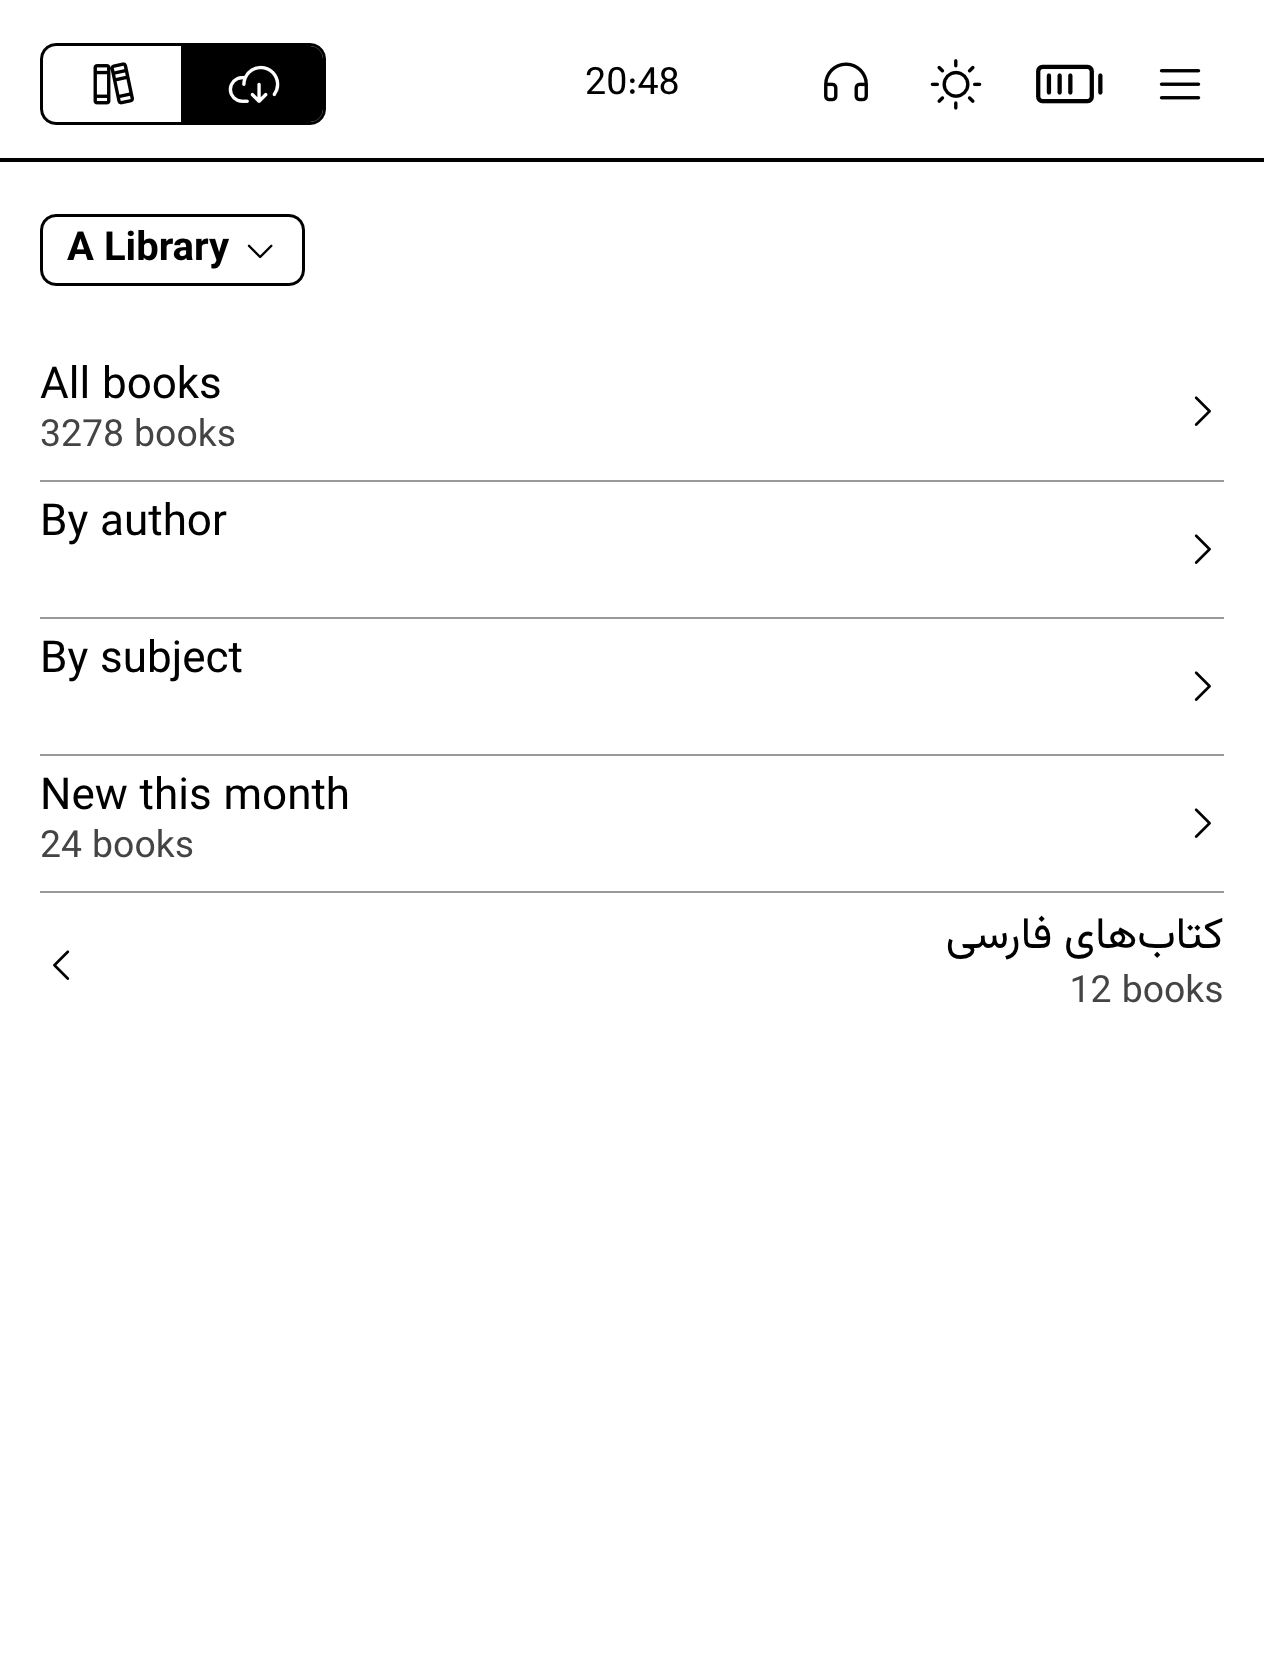 20:48
A Library
All books
3278 books
By author
By subject
New this month
24 books
کتاب‌های فارسی
12 books